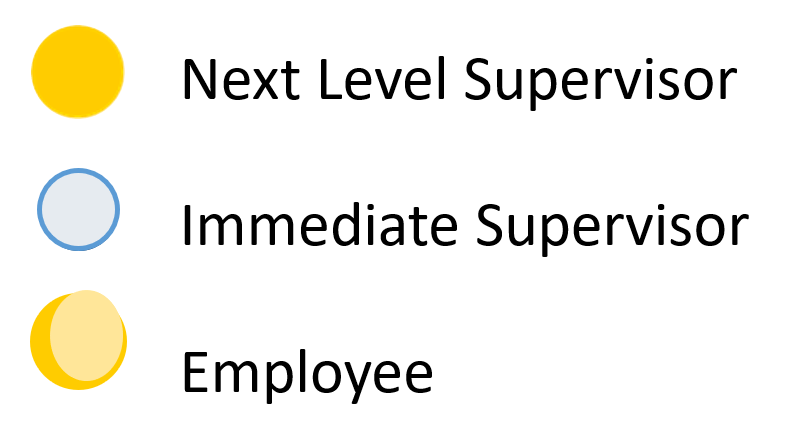 Next Level Supervisor
Immediate Supervisor
Employee